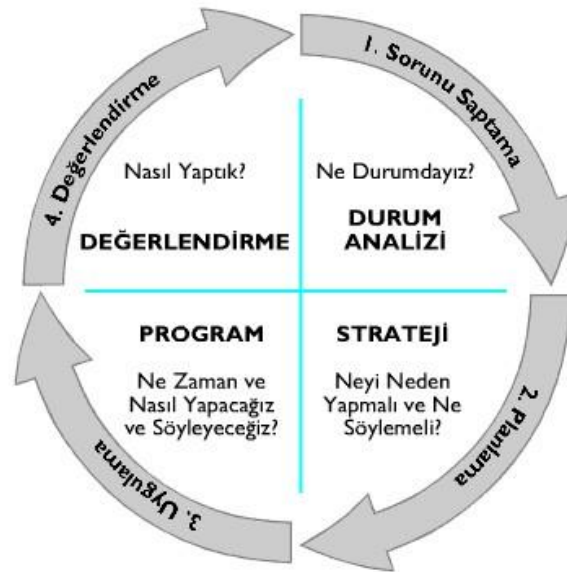 1. Sorunu Saptama
Ne Durumdayız?
DURUM
ANALİZİ
2. Planlama
STRATEJİ
Neyi Neden
Yapmalı ve Ne
Söylemeli?
3. Uygulama
PROGRAM
Ne Zaman ve
Nasıl Yapacağız
ve Söyleyeceğiz?
4. Değerlendirme
Nasıl Yaptık?
DEĞERLENDİRME